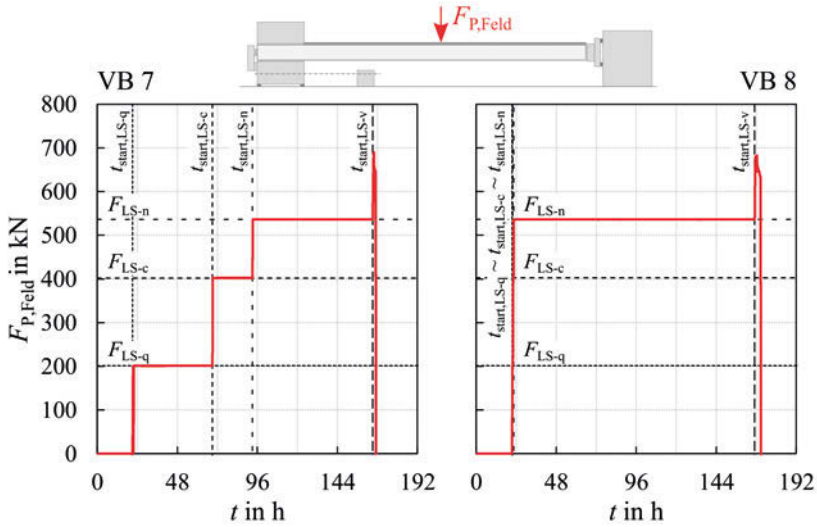 F_P,Feld
VB 7
VB 8
F_P,Feld in kN
800
700
600
500
400
300
200
100
0
t_start,LS-q
t_start,LS-c
t_start,LS-n
t_start,LS-v
F_LS-n
F_LS-c
F_LS-q
0 48 96 144 192
t in h
t_start,LS-q ~ t_start,LS-c ~ t_start,LS-n
t_start,LS-v
F_LS-n
F_LS-c
F_LS-q
0 48 96 144 192
t in h